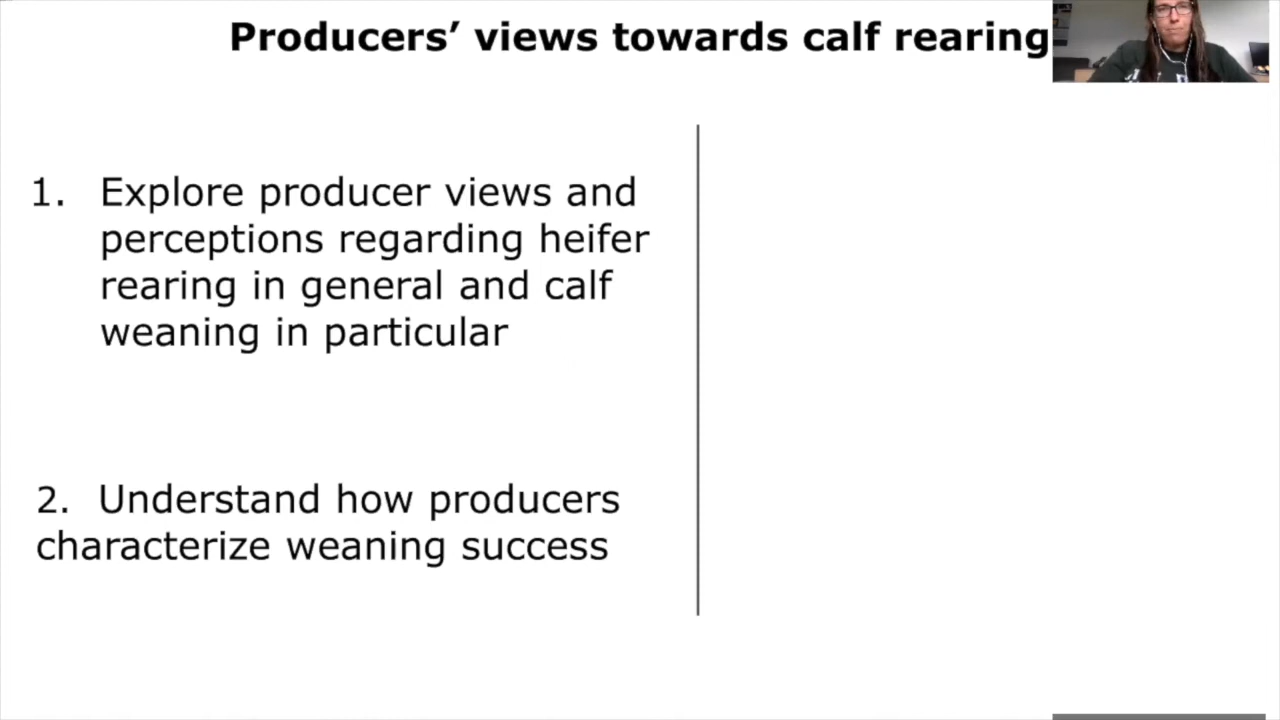 Producers’ views towards calf rearing
1. Explore producer views and
perceptions regarding heifer
rearing in general and calf
weaning in particular
2. Understand how producers
characterize weaning success